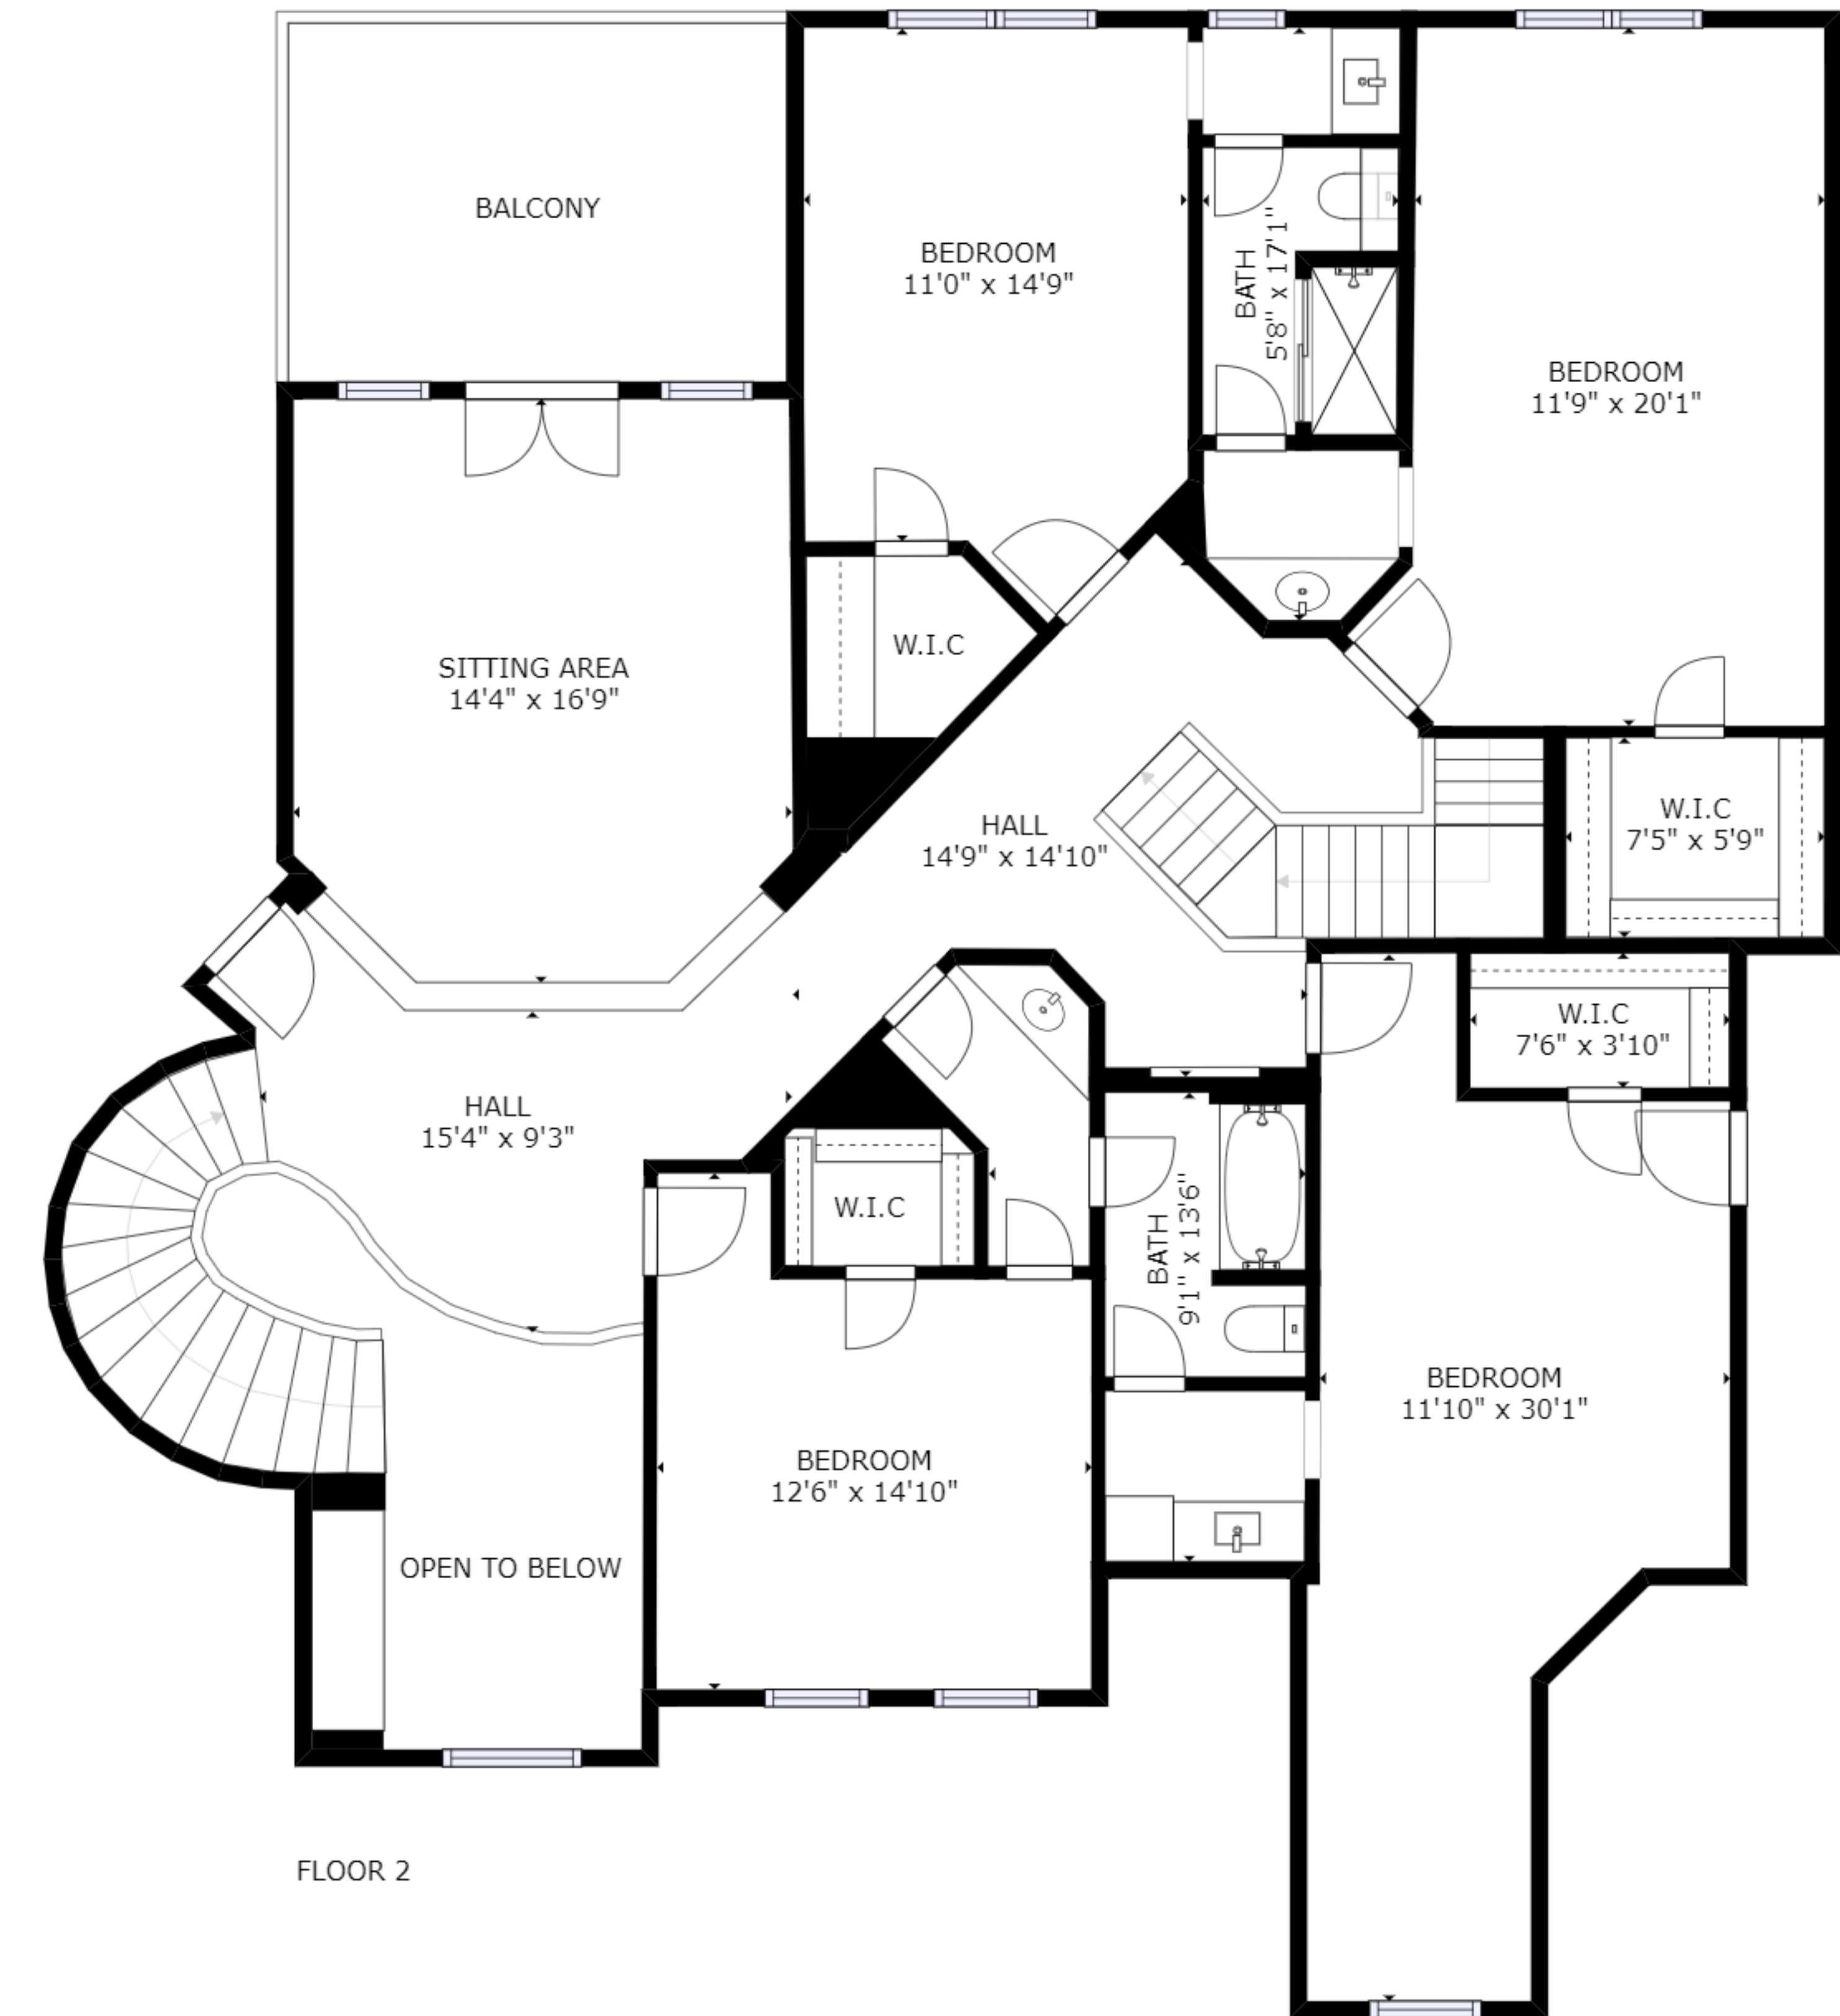 BALCONY
BEDROOM
11'0" x 14'9"
BATH
5'8" x 17'1"
BEDROOM
11'9" x 20'1"
W.I.C
SITTING AREA
14'4" x 16'9"
HALL
14'9" x 14'10"
W.I.C
7'5" x 5'9"
W.I.C
7'6" x 3'10"
HALL
15'4" x 9'3"
W.I.C
BATH
9'1" x 13'6"
BEDROOM
11'10" x 30'1"
BEDROOM
12'6" x 14'10"
OPEN TO BELOW
FLOOR 2